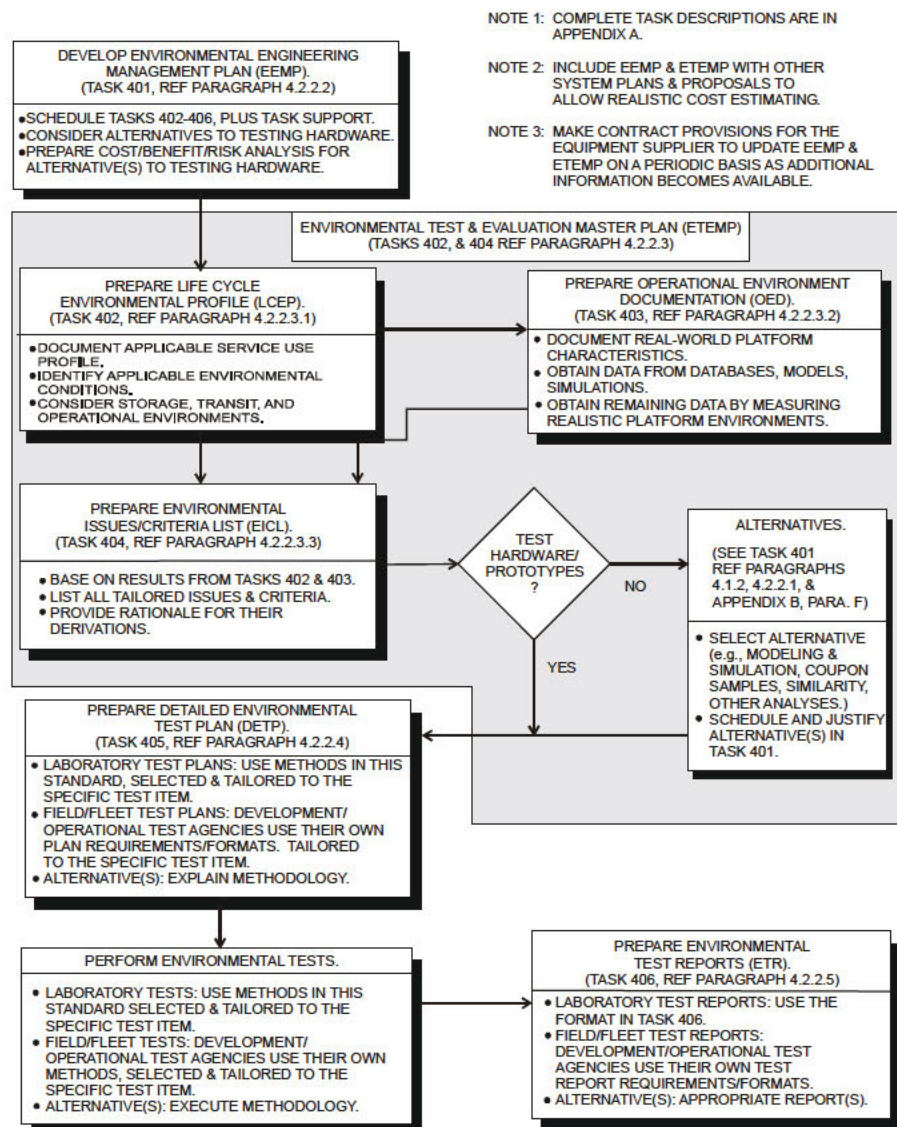 NOTE 1: COMPLETE TASK DESCRIPTIONS ARE IN
APPENDIX A.
NOTE 2: INCLUDE EEMP & ETEMP WITH OTHER
SYSTEM PLANS & PROPOSALS TO
ALLOW REALISTIC COST ESTIMATING.
NOTE 3: MAKE CONTRACT PROVISIONS FOR THE
EQUIPMENT SUPPLIER TO UPDATE EEMP &
ETEMP ON A PERIODIC BASIS AS ADDITIONAL
INFORMATION BECOMES AVAILABLE.
DEVELOP ENVIRONMENTAL ENGINEERING
MANAGEMENT PLAN (EEMP).
(TASK 401, REF PARAGRAPH 4.2.2.2)
●SCHEDULE TASKS 402-406, PLUS TASK SUPPORT.
●CONSIDER ALTERNATIVES TO TESTING HARDWARE.
●PREPARE COST/BENEFIT/RISK ANALYSIS FOR
ALTERNATIVE(S) TO TESTING HARDWARE.
ENVIRONMENTAL TEST & EVALUATION MASTER PLAN (ETEMP)
(TASKS 402, & 404 REF PARAGRAPH 4.2.2.3)
PREPARE LIFE CYCLE
ENVIRONMENTAL PROFILE (LCEP).
(TASK 402, REF PARAGRAPH 4.2.2.3.1)
●DOCUMENT APPLICABLE SERVICE USE
PROFILE.
●IDENTIFY APPLICABLE ENVIRONMENTAL
CONDITIONS.
●CONSIDER STORAGE, TRANSIT, AND
OPERATIONAL ENVIRONMENTS.
PREPARE OPERATIONAL ENVIRONMENT
DOCUMENTATION (OED).
(TASK 403, REF PARAGRAPH 4.2.2.3.2)
● DOCUMENT REAL-WORLD PLATFORM
CHARACTERISTICS.
● OBTAIN DATA FROM DATABASES, MODELS,
SIMULATIONS.
● OBTAIN REMAINING DATA BY MEASURING
REALISTIC PLATFORM ENVIRONMENTS.
PREPARE ENVIRONMENTAL
ISSUES/CRITERIA LIST (EICL).
(TASK 404, REF PARAGRAPH 4.2.2.3.3)
● BASE ON RESULTS FROM TASKS 402 & 403.
● LIST ALL TAILORED ISSUES & CRITERIA.
● PROVIDE RATIONALE FOR THEIR
DERIVATIONS.
TEST
HARDWARE/
PROTOTYPES
?
NO
YES
ALTERNATIVES.
(SEE TASK 401
REF PARAGRAPHS
4.1.2, 4.2.2.1, &
APPENDIX B, PARA. F)
● SELECT ALTERNATIVE
(e.g., MODELING &
SIMULATION, COUPON
SAMPLES, SIMILARITY,
OTHER ANALYSES.)
● SCHEDULE AND JUSTIFY
ALTERNATIVE(S) IN
TASK 401.
PREPARE DETAILED ENVIRONMENTAL
TEST PLAN (DETP).
(TASK 405, REF PARAGRAPH 4.2.2.4)
● LABORATORY TEST PLANS: USE METHODS IN THIS
STANDARD, SELECTED & TAILORED TO THE
SPECIFIC TEST ITEM.
● FIELD/FLEET TEST PLANS: DEVELOPMENT/
OPERATIONAL TEST AGENCIES USE THEIR OWN
PLAN REQUIREMENTS/FORMATS. TAILORED
TO THE SPECIFIC TEST ITEM.
● ALTERNATIVE(S): EXPLAIN METHODOLOGY.
PERFORM ENVIRONMENTAL TESTS.
● LABORATORY TESTS: USE METHODS IN THIS
STANDARD SELECTED & TAILORED TO THE
SPECIFIC TEST ITEM.
● FIELD/FLEET TESTS: DEVELOPMENT/
OPERATIONAL TEST AGENCIES USE THEIR OWN
METHODS, SELECTED & TAILORED TO THE
SPECIFIC TEST ITEM.
● ALTERNATIVE(S): EXECUTE METHODOLOGY.
PREPARE ENVIRONMENTAL
TEST REPORTS (ETR).
(TASK 406, REF PARAGRAPH 4.2.2.5)
● LABORATORY TEST REPORTS: USE THE
FORMAT IN TASK 406.
● FIELD/FLEET TEST REPORTS:
DEVELOPMENT/OPERATIONAL TEST
AGENCIES USE THEIR OWN TEST
REPORT REQUIREMENTS/FORMATS.
● ALTERNATIVE(S): APPROPRIATE REPORT(S).